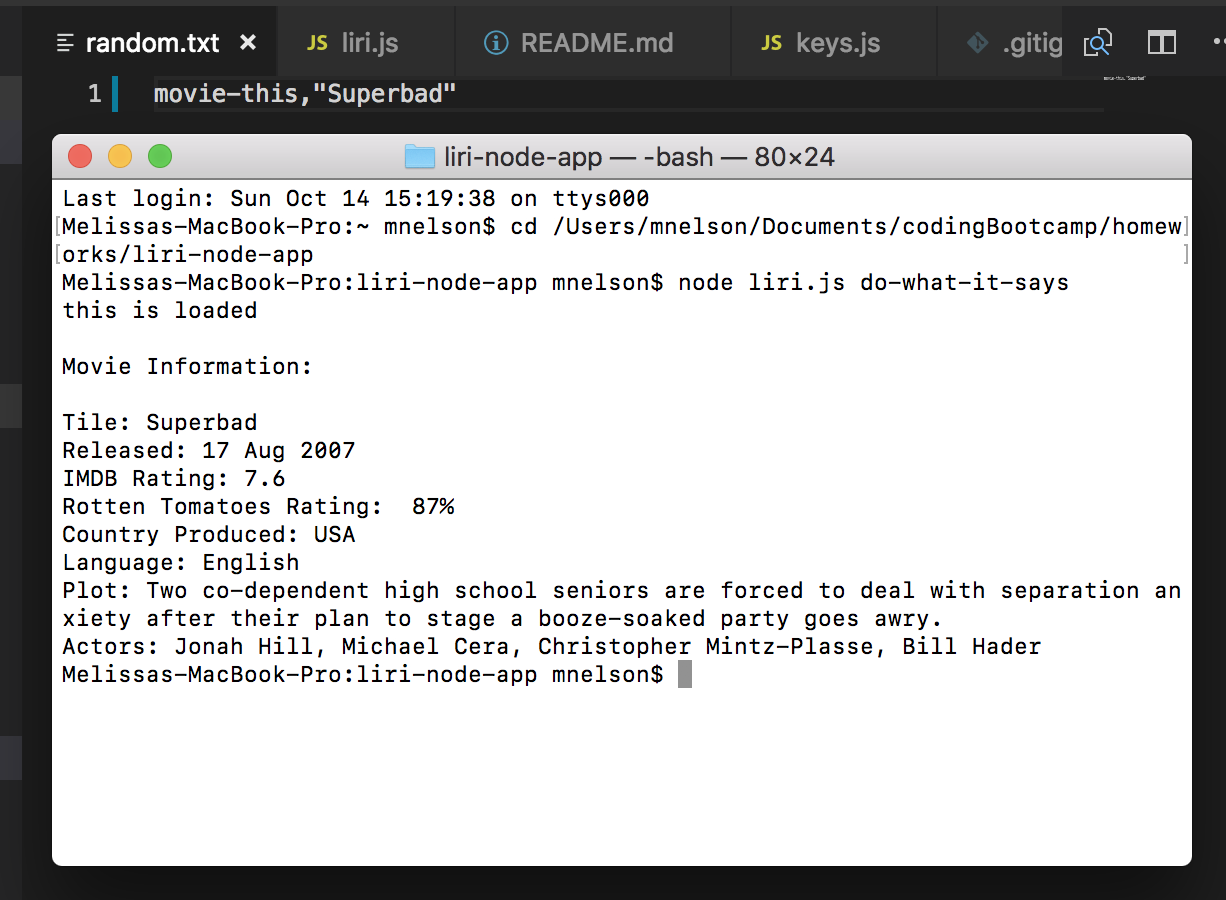 random.txt × JS liri.js README.md JS keys.js .gitig
1 movie-this,"Superbad"
liri-node-app — -bash — 80×24
Last login: Sun Oct 14 15:19:38 on ttys000
[Melissas-MacBook-Pro:~ mnelson$ cd /Users/mnelson/Documents/codingBootcamp/homew]
[orks/liri-node-app ]
Melissas-MacBook-Pro:liri-node-app mnelson$ node liri.js do-what-it-says
this is loaded
Movie Information:
Tile: Superbad
Released: 17 Aug 2007
IMDB Rating: 7.6
Rotten Tomatoes Rating:  87%
Country Produced: USA
Language: English
Plot: Two co-dependent high school seniors are forced to deal with separation an
xiety after their plan to stage a booze-soaked party goes awry.
Actors: Jonah Hill, Michael Cera, Christopher Mintz-Plasse, Bill Hader
Melissas-MacBook-Pro:liri-node-app mnelson$